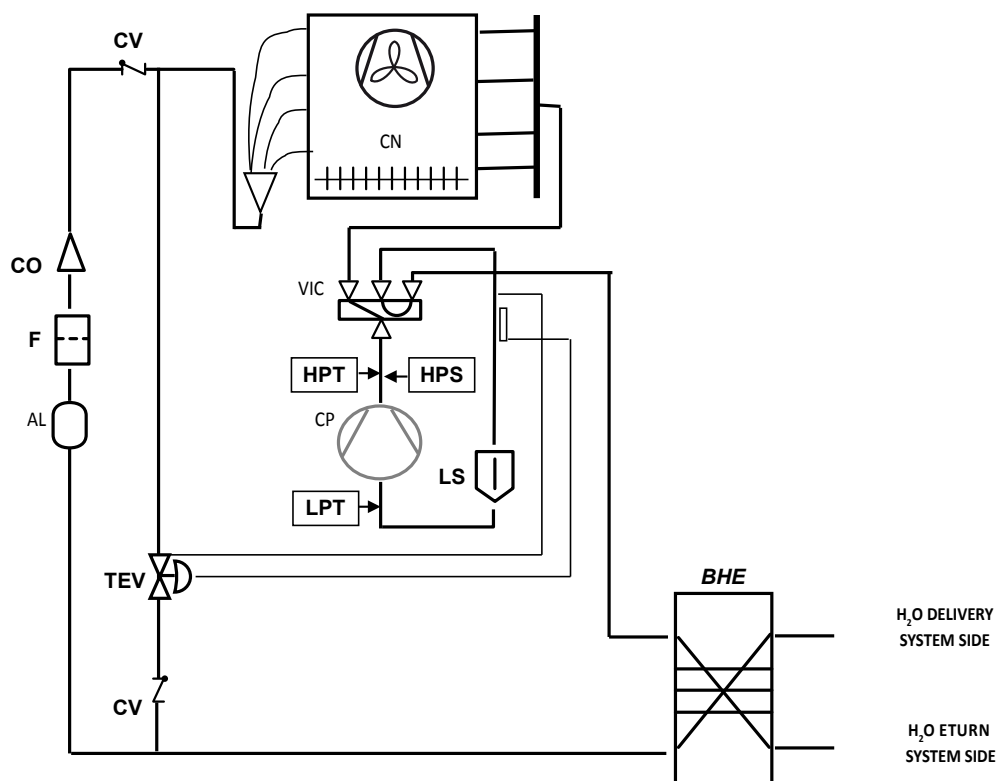 CV
CN
CO
VIC
F
HPT
HPS
AL
CP
LS
LPT
TEV
BHE
H₂O DELIVERY
SYSTEM SIDE
CV
H₂O ETURN
SYSTEM SIDE